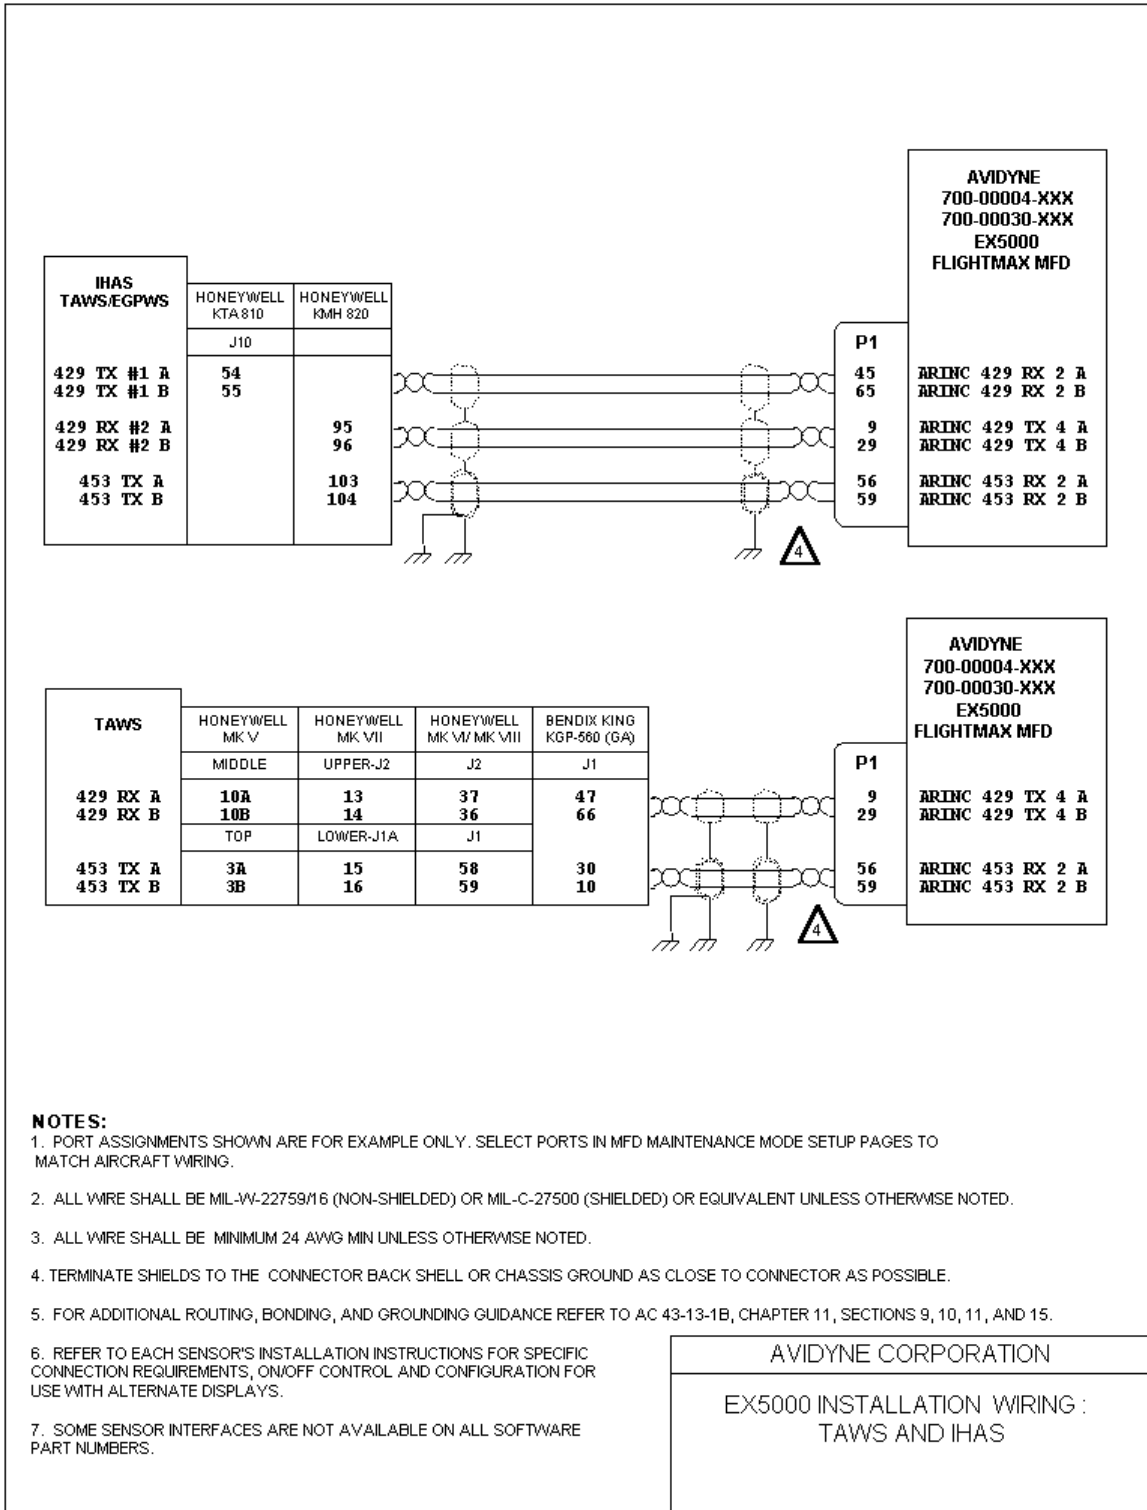 AVIDYNE
700-00004-XXX
700-00030-XXX
EX5000
FLIGHTMAX MFD
IHAS
TAWS/EGPWS
HONEYWELL
KTA 810
HONEYWELL
KMH 820
J10
P1
429 TX #1 A 54 45 ARINC 429 RX 2 A
429 TX #1 B 55 65 ARINC 429 RX 2 B
429 RX #2 A 95 9 ARINC 429 TX 4 A
429 RX #2 B 96 29 ARINC 429 TX 4 B
453 TX A 103 56 ARINC 453 RX 2 A
453 TX B 104 59 ARINC 453 RX 2 B
4
AVIDYNE
700-00004-XXX
700-00030-XXX
EX5000
FLIGHTMAX MFD
TAWS
HONEYWELL
MK V
HONEYWELL
MK VII
HONEYWELL
MK VI/ MK VIII
BENDIX KING
KGP-560 (GA)
MIDDLE UPPER-J2 J2 J1
P1
429 RX A 10A 13 37 47 9 ARINC 429 TX 4 A
429 RX B 10B 14 36 66 29 ARINC 429 TX 4 B
TOP LOWER-J1A J1
453 TX A 3A 15 58 30 56 ARINC 453 RX 2 A
453 TX B 3B 16 59 10 59 ARINC 453 RX 2 B
4
NOTES:
1. PORT ASSIGNMENTS SHOWN ARE FOR EXAMPLE ONLY. SELECT PORTS IN MFD MAINTENANCE MODE SETUP PAGES TO
MATCH AIRCRAFT WIRING.
2. ALL WIRE SHALL BE MIL-W-22759/16 (NON-SHIELDED) OR MIL-C-27500 (SHIELDED) OR EQUIVALENT UNLESS OTHERWISE NOTED.
3. ALL WIRE SHALL BE MINIMUM 24 AWG MIN UNLESS OTHERWISE NOTED.
4. TERMINATE SHIELDS TO THE CONNECTOR BACK SHELL OR CHASSIS GROUND AS CLOSE TO CONNECTOR AS POSSIBLE.
5. FOR ADDITIONAL ROUTING, BONDING, AND GROUNDING GUIDANCE REFER TO AC 43-13-1B, CHAPTER 11, SECTIONS 9, 10, 11, AND 15.
6. REFER TO EACH SENSOR'S INSTALLATION INSTRUCTIONS FOR SPECIFIC
CONNECTION REQUIREMENTS, ON/OFF CONTROL AND CONFIGURATION FOR
USE WITH ALTERNATE DISPLAYS.
7. SOME SENSOR INTERFACES ARE NOT AVAILABLE ON ALL SOFTWARE
PART NUMBERS.
AVIDYNE CORPORATION
EX5000 INSTALLATION WIRING :
TAWS AND IHAS